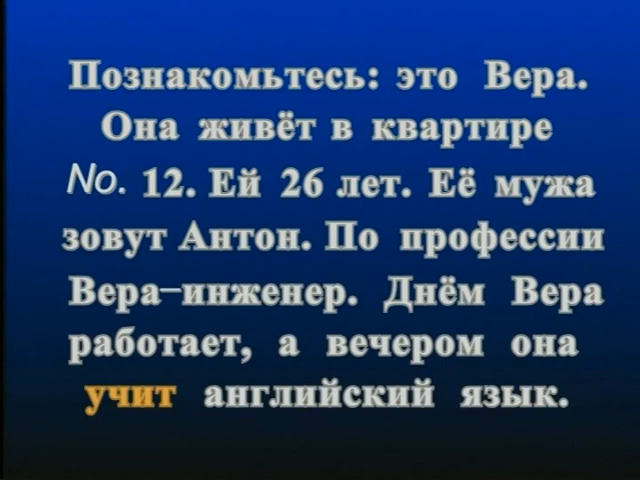 Познакомьтесь: это Вера.
Она живёт в квартире
No. 12. Ей 26 лет. Её мужа
зовут Антон. По профессии
Вера–инженер. Днём Вера
работает, а вечером она
учит английский язык.